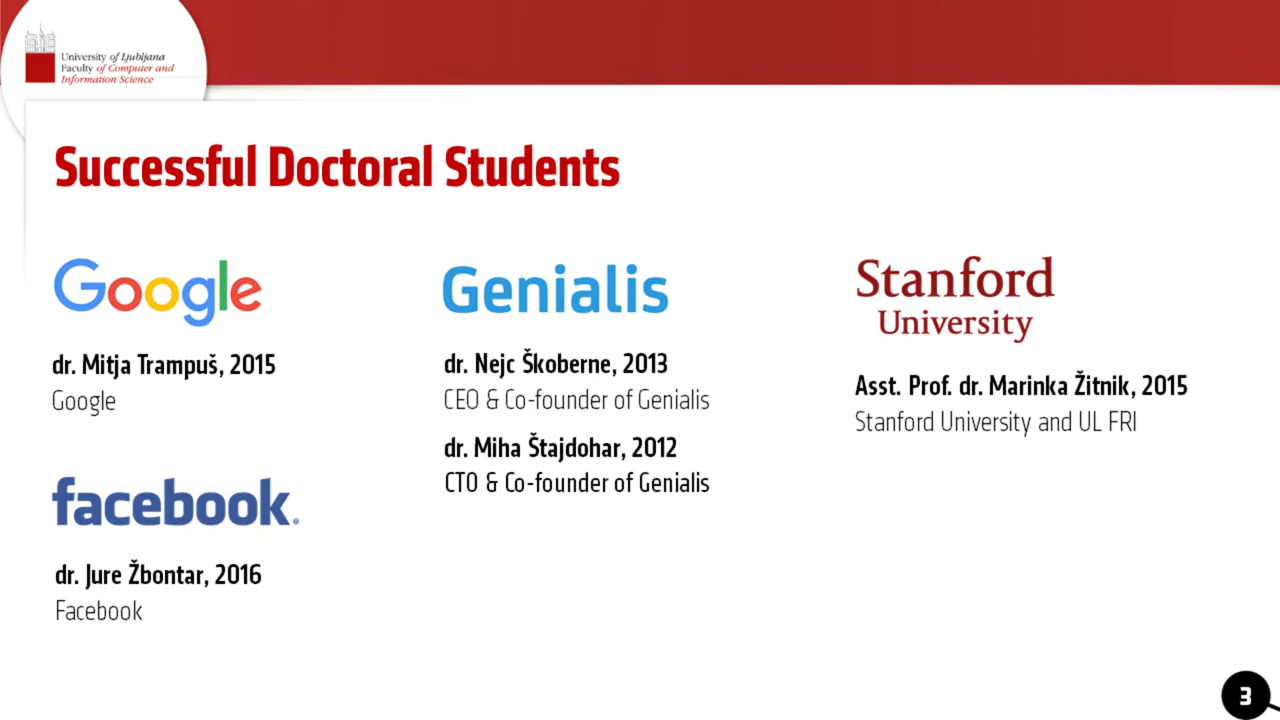 University of Ljubljana
Faculty of Computer and
Information Science
Successful Doctoral Students
Google
dr. Mitja Trampuš, 2015
Google
facebook®
dr. Jure Žbontar, 2016
Facebook
Genialis
dr. Nejc Škoberne, 2013
CEO & Co-founder of Genialis
dr. Miha Štajdohar, 2012
CTO & Co-founder of Genialis
Stanford
University
Asst. Prof. dr. Marinka Žitnik, 2015
Stanford University and UL FRI
3